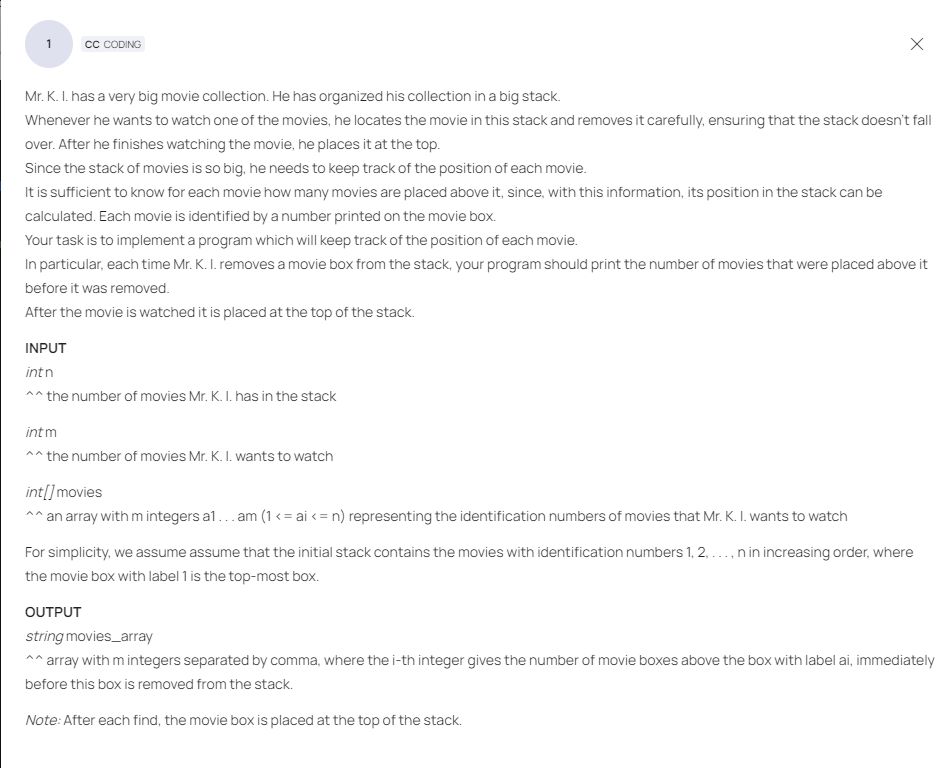 1
CC CODING
Mr. K. I. has a very big movie collection. He has organized his collection in a big stack.
Whenever he wants to watch one of the movies, he locates the movie in this stack and removes it carefully, ensuring that the stack doesn't fall
over. After he finishes watching the movie, he places it at the top.
Since the stack of movies is so big, he needs to keep track of the position of each movie.
It is sufficient to know for each movie how many movies are placed above it, since, with this information, its position in the stack can be
calculated. Each movie is identified by a number printed on the movie box.
Your task is to implement a program which will keep track of the position of each movie.
In particular, each time Mr. K. I. removes a movie box from the stack, your program should print the number of movies that were placed above it
before it was removed.
After the movie is watched it is placed at the top of the stack.
INPUT
int n
^^ the number of movies Mr. K. I. has in the stack
int m
^^ the number of movies Mr. K. I. wants to watch
int[] movies
^^ an array with m integers a1 . . . am (1 <= ai <= n) representing the identification numbers of movies that Mr. K. I. wants to watch
For simplicity, we assume assume that the initial stack contains the movies with identification numbers 1, 2, . . . , n in increasing order, where
the movie box with label 1 is the top-most box.
OUTPUT
string movies_array
^^ array with m integers separated by comma, where the i-th integer gives the number of movie boxes above the box with label ai, immediately
before this box is removed from the stack.
Note: After each find, the movie box is placed at the top of the stack.